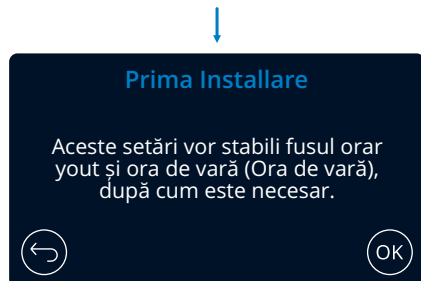 Prima Installare
Aceste setări vor stabili fusul orar
yout și ora de vară (Ora de vară),
după cum este necesar.
OK